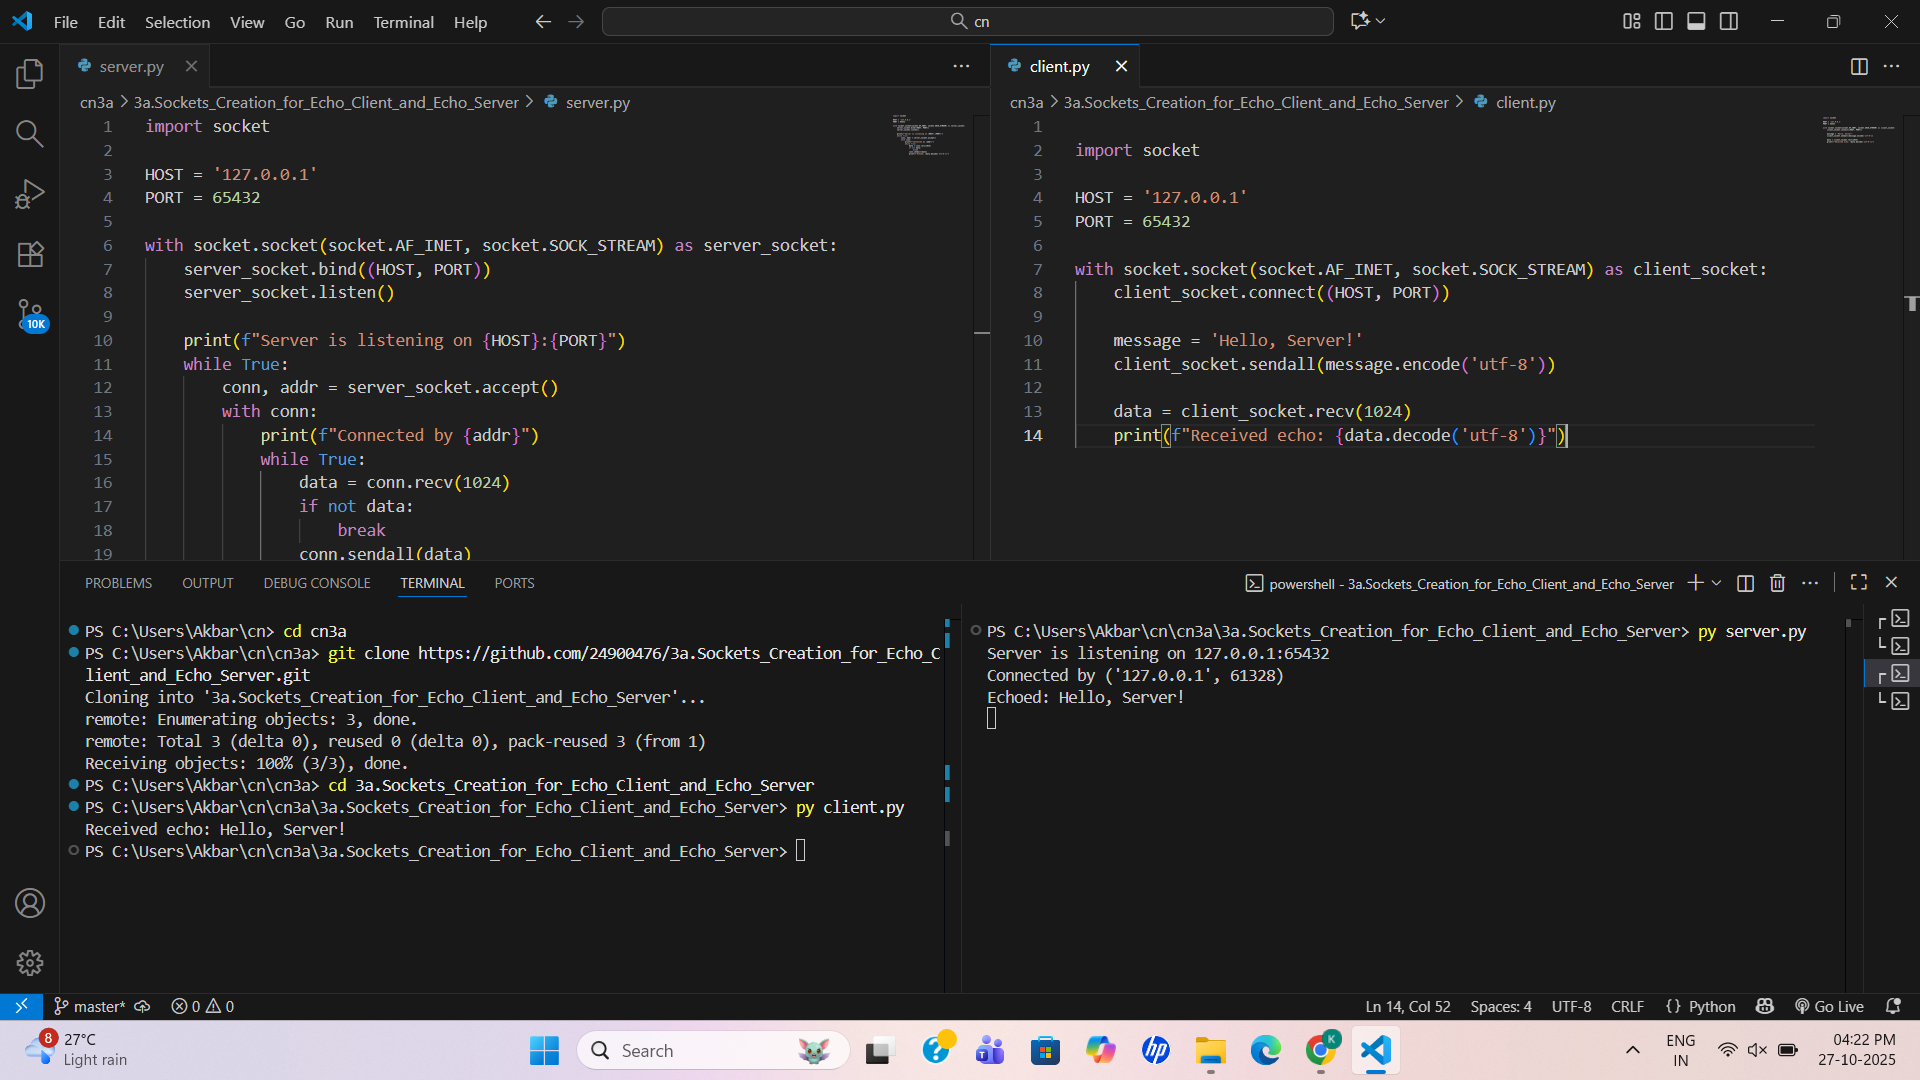 File Edit Selection View Go Run Terminal Help
cn
server.py
client.py
cn3a > 3a.Sockets_Creation_for_Echo_Client_and_Echo_Server > server.py
1 import socket
2
3 HOST = '127.0.0.1'
4 PORT = 65432
5
6 with socket.socket(socket.AF_INET, socket.SOCK_STREAM) as server_socket:
7 server_socket.bind((HOST, PORT))
8 server_socket.listen()
9
10 print(f"Server is listening on {HOST}:{PORT}")
11 while True:
12 conn, addr = server_socket.accept()
13 with conn:
14 print(f"Connected by {addr}")
15 while True:
16 data = conn.recv(1024)
17 if not data:
18 break
19 conn.sendall(data)
cn3a > 3a.Sockets_Creation_for_Echo_Client_and_Echo_Server > client.py
1
2 import socket
3
4 HOST = '127.0.0.1'
5 PORT = 65432
6
7 with socket.socket(socket.AF_INET, socket.SOCK_STREAM) as client_socket:
8 client_socket.connect((HOST, PORT))
9
10 message = 'Hello, Server!'
11 client_socket.sendall(message.encode('utf-8'))
12
13 data = client_socket.recv(1024)
14 print(f"Received echo: {data.decode('utf-8')}")
10K
PROBLEMS OUTPUT DEBUG CONSOLE TERMINAL PORTS
powershell - 3a.Sockets_Creation_for_Echo_Client_and_Echo_Server
PS C:\Users\Akbar\cn> cd cn3a
PS C:\Users\Akbar\cn\cn3a> git clone https://github.com/24900476/3a.Sockets_Creation_for_Echo_C
lient_and_Echo_Server.git
Cloning into '3a.Sockets_Creation_for_Echo_Client_and_Echo_Server'...
remote: Enumerating objects: 3, done.
remote: Total 3 (delta 0), reused 0 (delta 0), pack-reused 3 (from 1)
Receiving objects: 100% (3/3), done.
PS C:\Users\Akbar\cn\cn3a> cd 3a.Sockets_Creation_for_Echo_Client_and_Echo_Server
PS C:\Users\Akbar\cn\cn3a\3a.Sockets_Creation_for_Echo_Client_and_Echo_Server> py client.py
Received echo: Hello, Server!
PS C:\Users\Akbar\cn\cn3a\3a.Sockets_Creation_for_Echo_Client_and_Echo_Server>
PS C:\Users\Akbar\cn\cn3a\3a.Sockets_Creation_for_Echo_Client_and_Echo_Server> py server.py
Server is listening on 127.0.0.1:65432
Connected by ('127.0.0.1', 61328)
Echoed: Hello, Server!
master* 0 0
Ln 14, Col 52 Spaces: 4 UTF-8 CRLF {} Python Go Live
8 27°C
Light rain
Search
hp
K
ENG
IN
04:22 PM
27-10-2025